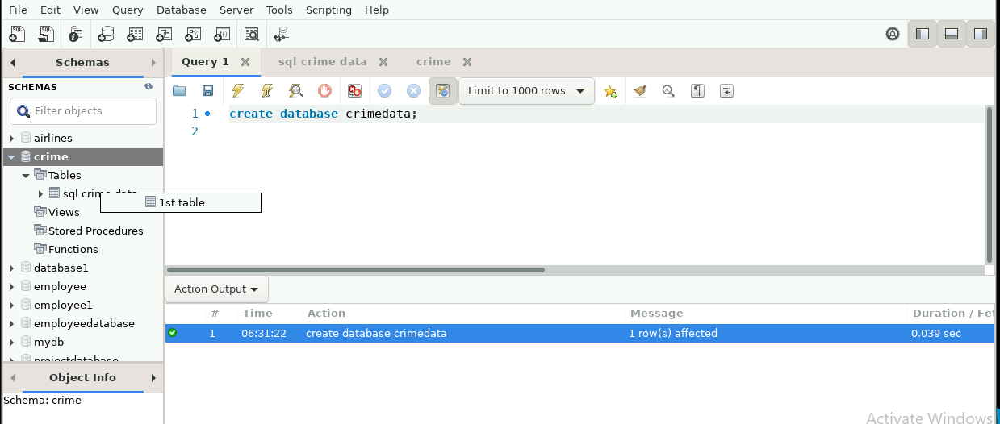 File Edit View Query Database Server Tools Scripting Help
Schemas
Query 1 sql crime data crime
SCHEMAS
Filter objects
Limit to 1000 rows
1 create database crimedata;
2
airlines
crime
Tables
sql crime data
1st table
Views
Stored Procedures
Functions
database1
employee
employee1
employeedatabase
mydb
projectdatabase
Action Output
# Time Action Message Duration / Fet
1 06:31:22 create database crimedata 1 row(s) affected 0.039 sec
Object Info
Schema: crime
Activate Windows